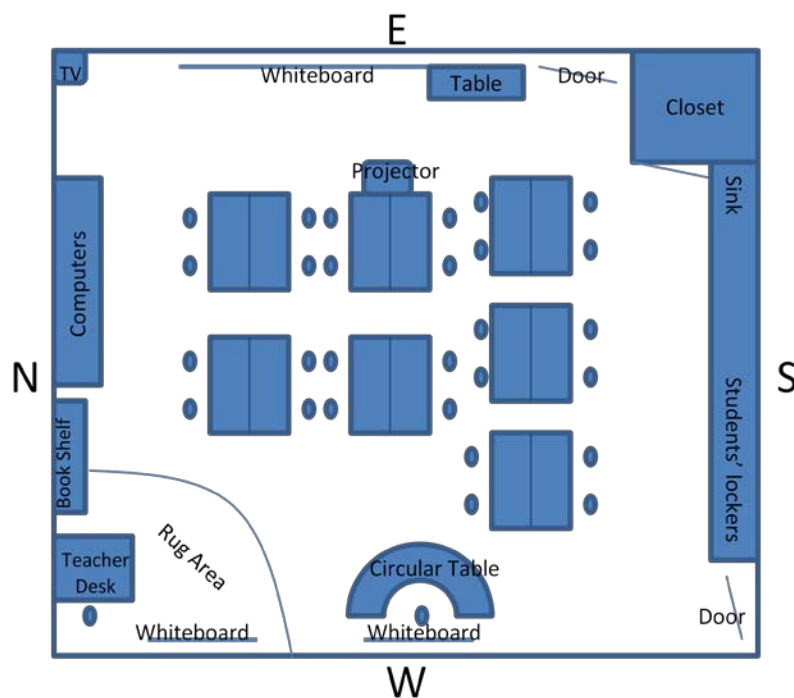 E
TV
Whiteboard
Table
Door
Closet
Projector
Sink
Computers
N
S
Students' lockers
Book Shelf
Rug Area
Teacher
Desk
Circular Table
Whiteboard
Whiteboard
Door
W